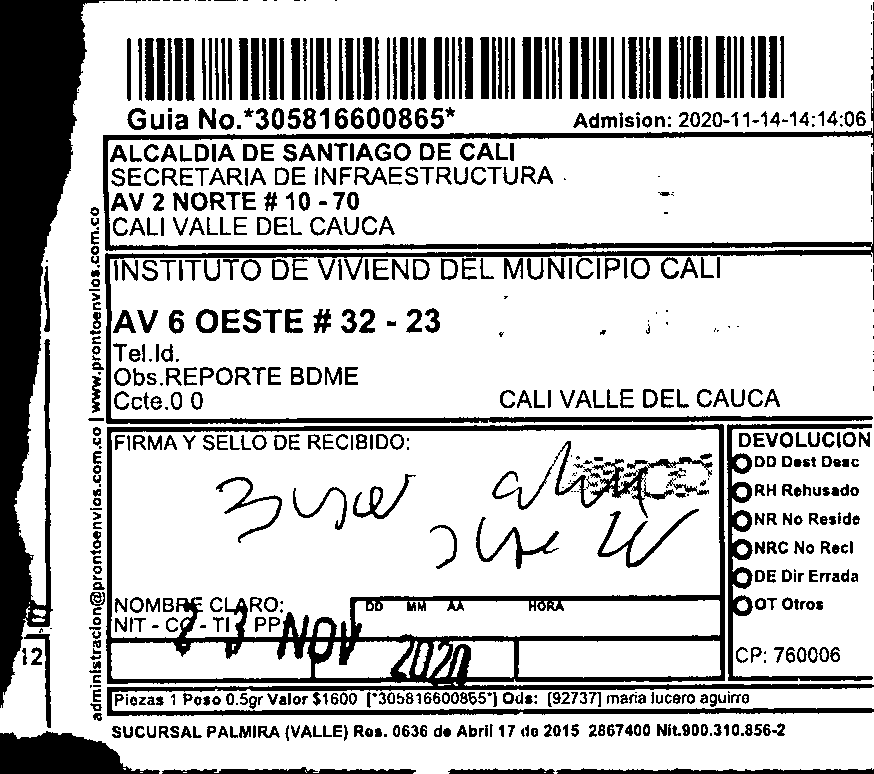 Guia No.*305816600865*
Admision: 2020-11-14-14:14:06
ALCALDIA DE SANTIAGO DE CALI
SECRETARIA DE INFRAESTRUCTURA
AV 2 NORTE # 10 - 70
CALI VALLE DEL CAUCA
INSTITUTO DE VIVIEND DEL MUNICIPIO CALI
AV 6 OESTE # 32 - 23
Tel.Id.
Obs.REPORTE BDME
Ccte.0 0
CALI VALLE DEL CAUCA
www.prontoenvios.com.co
administracion@prontoenvios.com.co
FIRMA Y SELLO DE RECIBIDO:
NOMBRE CLARO:
NIT - CC - TI PP
DD MM AA HORA
23 NOV 2020
DEVOLUCION
DD Dest Desc
RH Rehusado
NR No Reside
NRC No Recl
DE Dir Errada
OT Otros
CP: 760006
12
Piezas 1 Peso 0.5gr Valor $1600 [*305816600865*] Ods: [92737] maria lucero aguirre
SUCURSAL PALMIRA (VALLE) Res. 0636 de Abril 17 de 2015 2867400 Nit.900.310.856-2